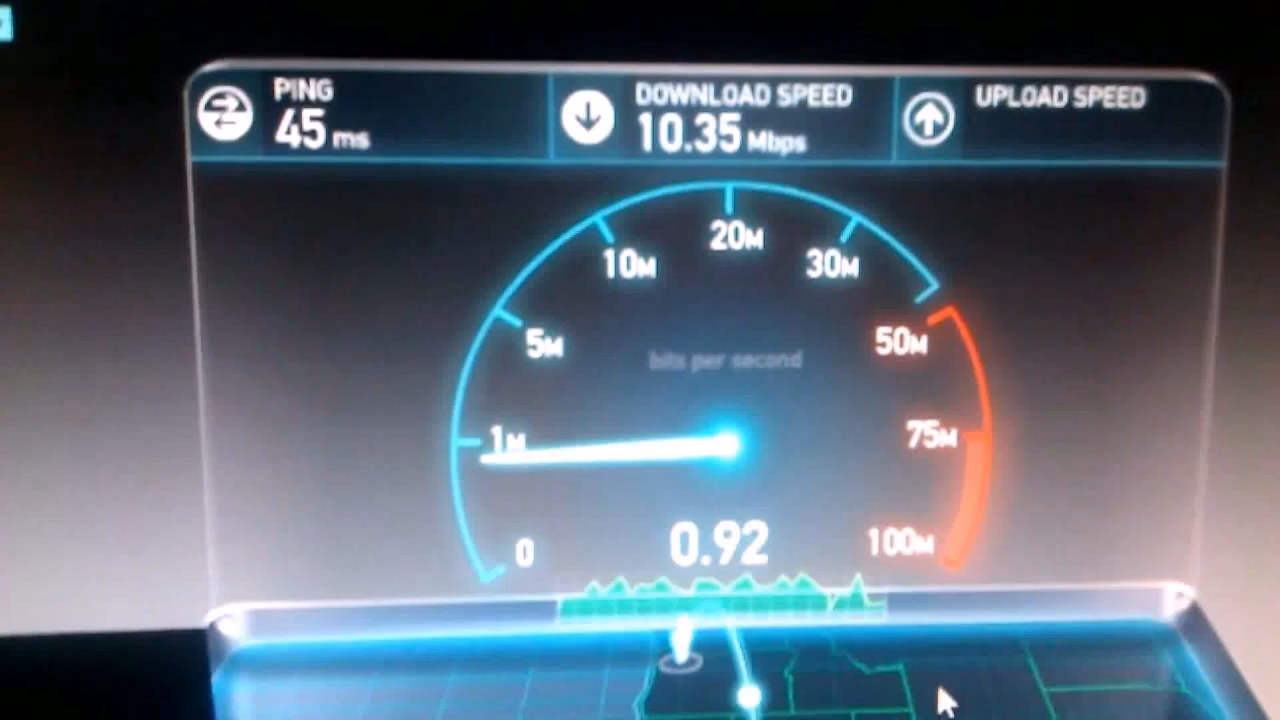 PING
45 ms
DOWNLOAD SPEED
10.35 Mbps
UPLOAD SPEED
20M
10M
30M
5M
50M
bits per second
1M
75M
0.92
0
100M